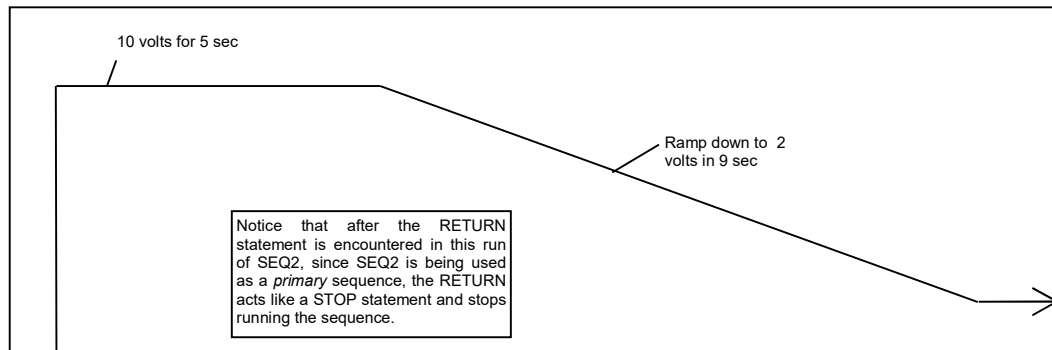 10 volts for 5 sec
Ramp down to 2
volts in 9 sec
Notice that after the RETURN
statement is encountered in this run
of SEQ2, since SEQ2 is being used
as a primary sequence, the RETURN
acts like a STOP statement and stops
running the sequence.